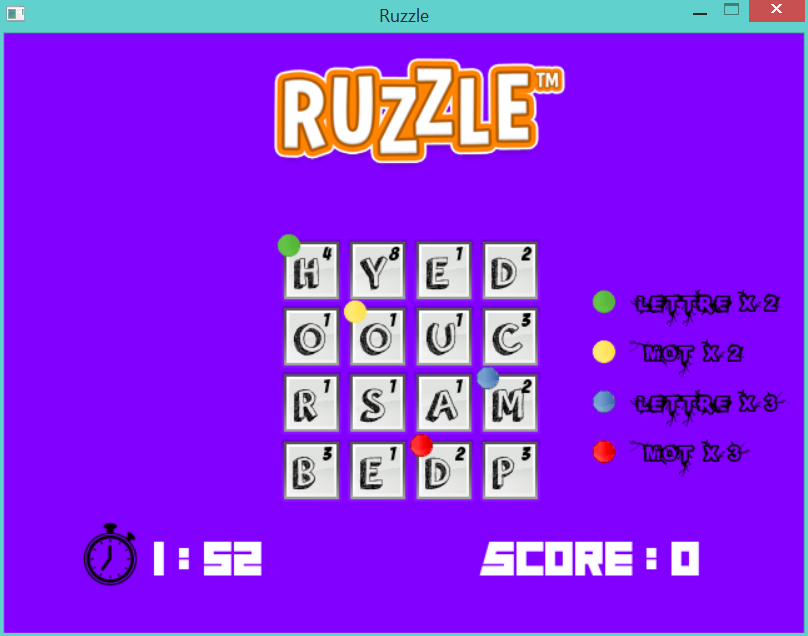 Ruzzle
RUZZLE™
H4 Y8 E1 D2
O1 O1 U1 C3
R1 S1 A1 M2
B3 E1 D2 P3
LETTRE X 2
MOT X 2
LETTRE X 3
MOT X 3
1:52 SCORE:0